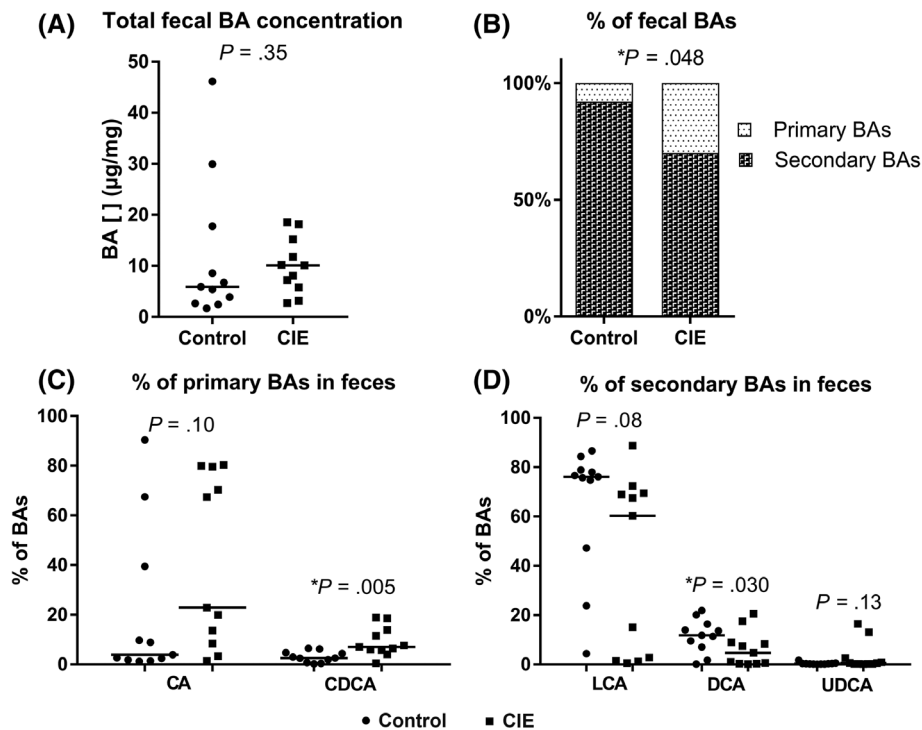 (A) Total fecal BA concentration
P = .35
BA [ ] (µg/mg)
50
40
30
20
10
0
Control CIE
(B) % of fecal BAs
*P = .048
100%
50%
0%
Control CIE
Primary BAs
Secondary BAs
(C) % of primary BAs in feces
P = .10
*P = .005
% of BAs
100
80
60
40
20
0
CA CDCA
(D) % of secondary BAs in feces
P = .08
*P = .030
P = .13
% of BAs
100
80
60
40
20
0
LCA DCA UDCA
Control CIE